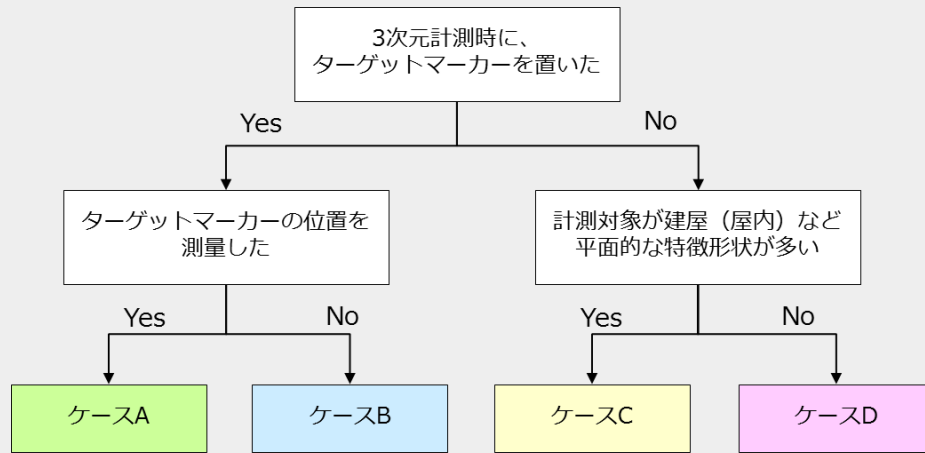 3次元計測時に、
ターゲットマーカーを置いた
Yes
No
ターゲットマーカーの位置を
測量した
計測対象が建屋（屋内）など
平面的な特徴形状が多い
Yes
No
Yes
No
ケースA
ケースB
ケースC
ケースD